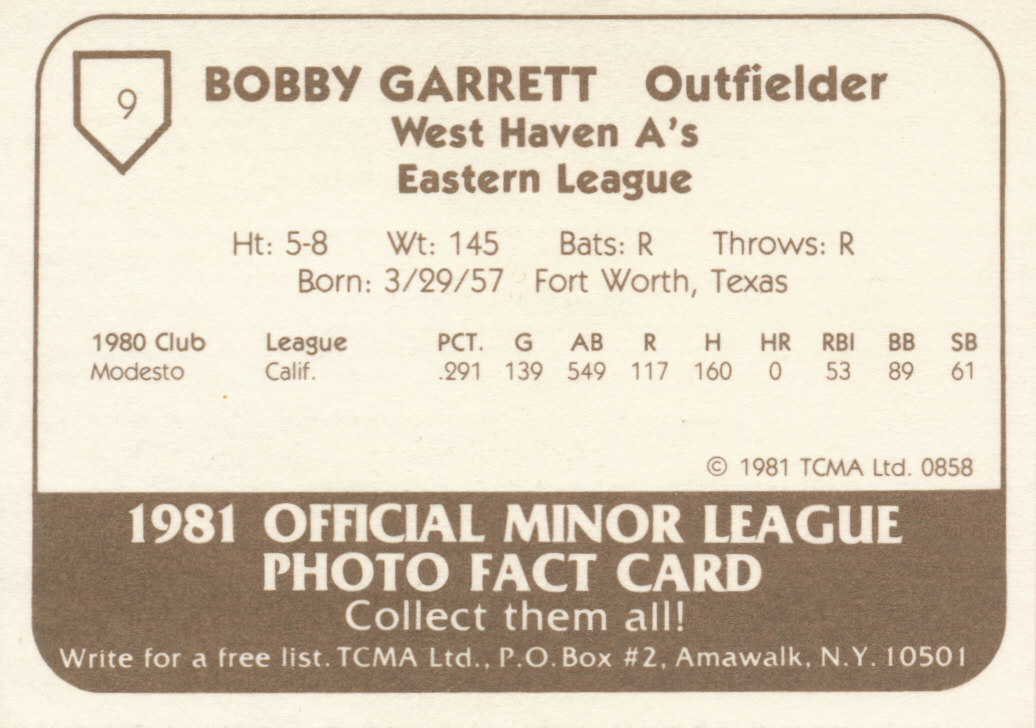 9
BOBBY GARRETT Outfielder
West Haven A's
Eastern League
Ht: 5-8 Wt: 145 Bats: R Throws: R
Born: 3/29/57 Fort Worth, Texas
1980 Club League PCT. G AB R H HR RBI BB SB
Modesto Calif. .291 139 549 117 160 0 53 89 61
© 1981 TCMA Ltd. 0858
1981 OFFICIAL MINOR LEAGUE
PHOTO FACT CARD
Collect them all!
Write for a free list. TCMA Ltd., P.O. Box #2, Amawalk, N.Y. 10501